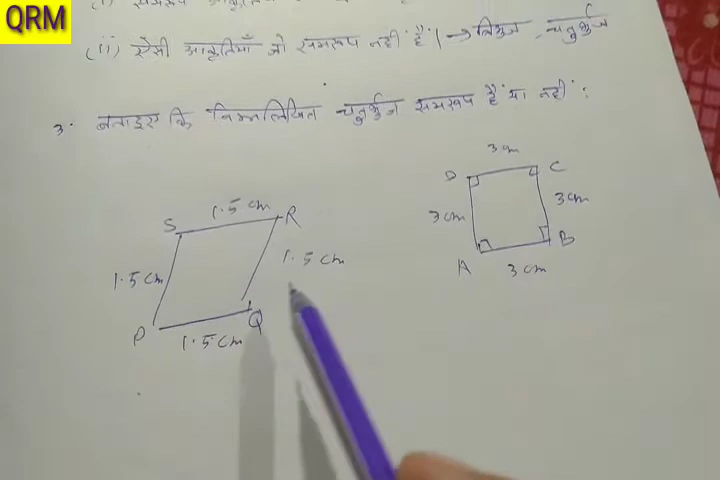 QRM
(i) समरूप
(ii) ऐसी आकृतियाँ जो समरूप नहीं हैं। → त्रिभुज, चतुर्भुज
3. बताइए कि निम्नलिखित चतुर्भुज समरूप हैं या नहीं:
3 cm
D C
3 cm 3 cm
A B
3 cm
1.5 cm
S R
1.5 cm 1.5 cm
P Q
1.5 cm